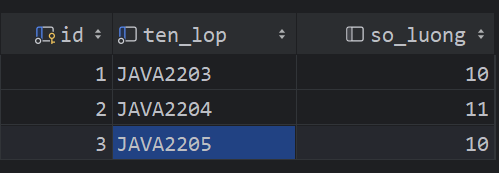 id ten_lop so_luong
1 JAVA2203 10
2 JAVA2204 11
3 JAVA2205 10